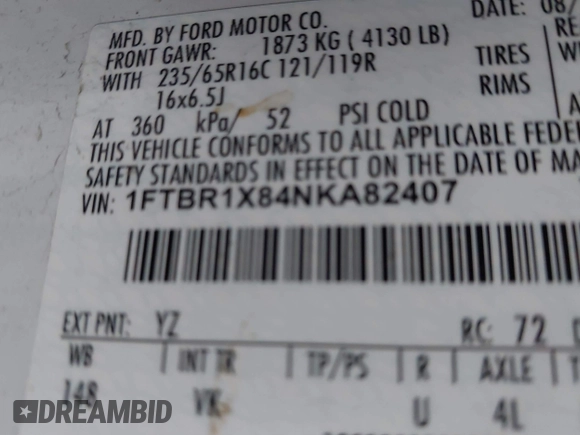 MFD. BY FORD MOTOR CO.
DATE: 08/
FRONT GAWR: 1873 KG ( 4130 LB)
WITH 235/65R16C 121/119R TIRES
16x6.5J RIMS
AT 360 kPa/ 52 PSI COLD
THIS VEHICLE CONFORMS TO ALL APPLICABLE FEDE
SAFETY STANDARDS IN EFFECT ON THE DATE OF MA
VIN: 1FTBR1X84NKA82407
EXT PNT: YZ RC: 72
WB INT TR TP/PS R AXLE T
148 VK U 4L
DREAMBID